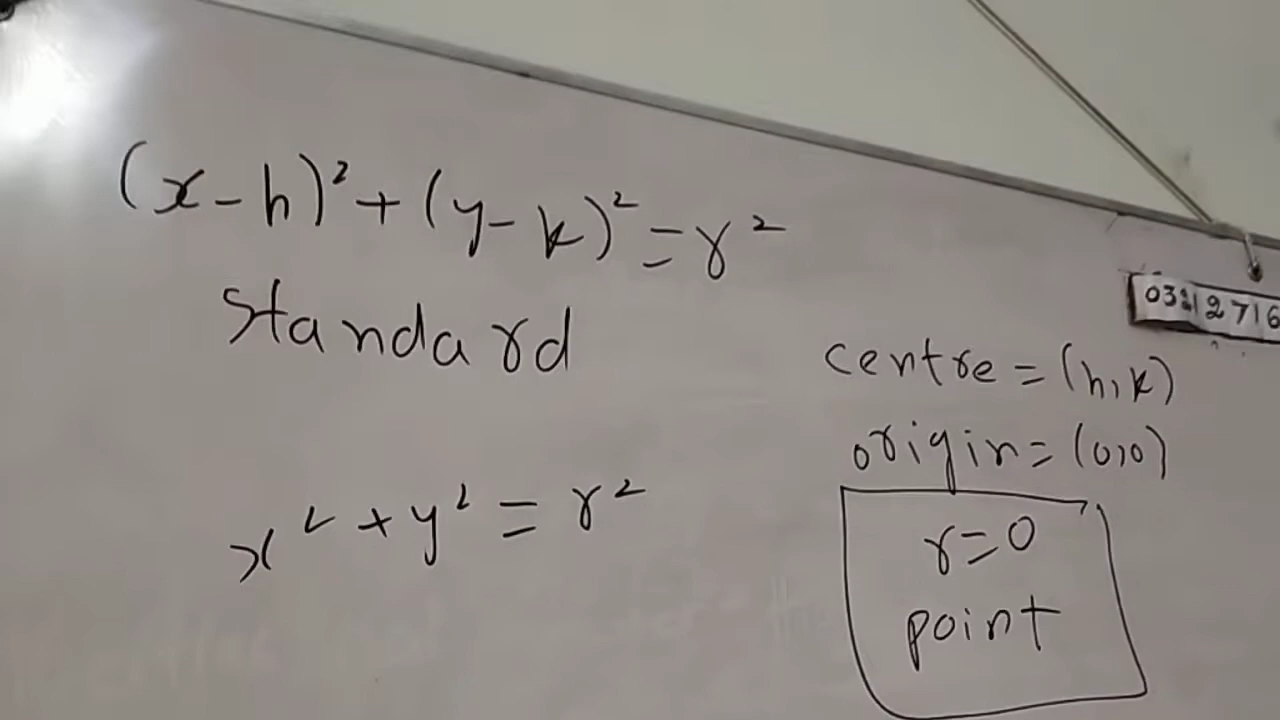 (x-h)² + (y-k)² = r²
Standard
centre = (h,k)
origin = (0,0)
x² + y² = r²
r=0
point